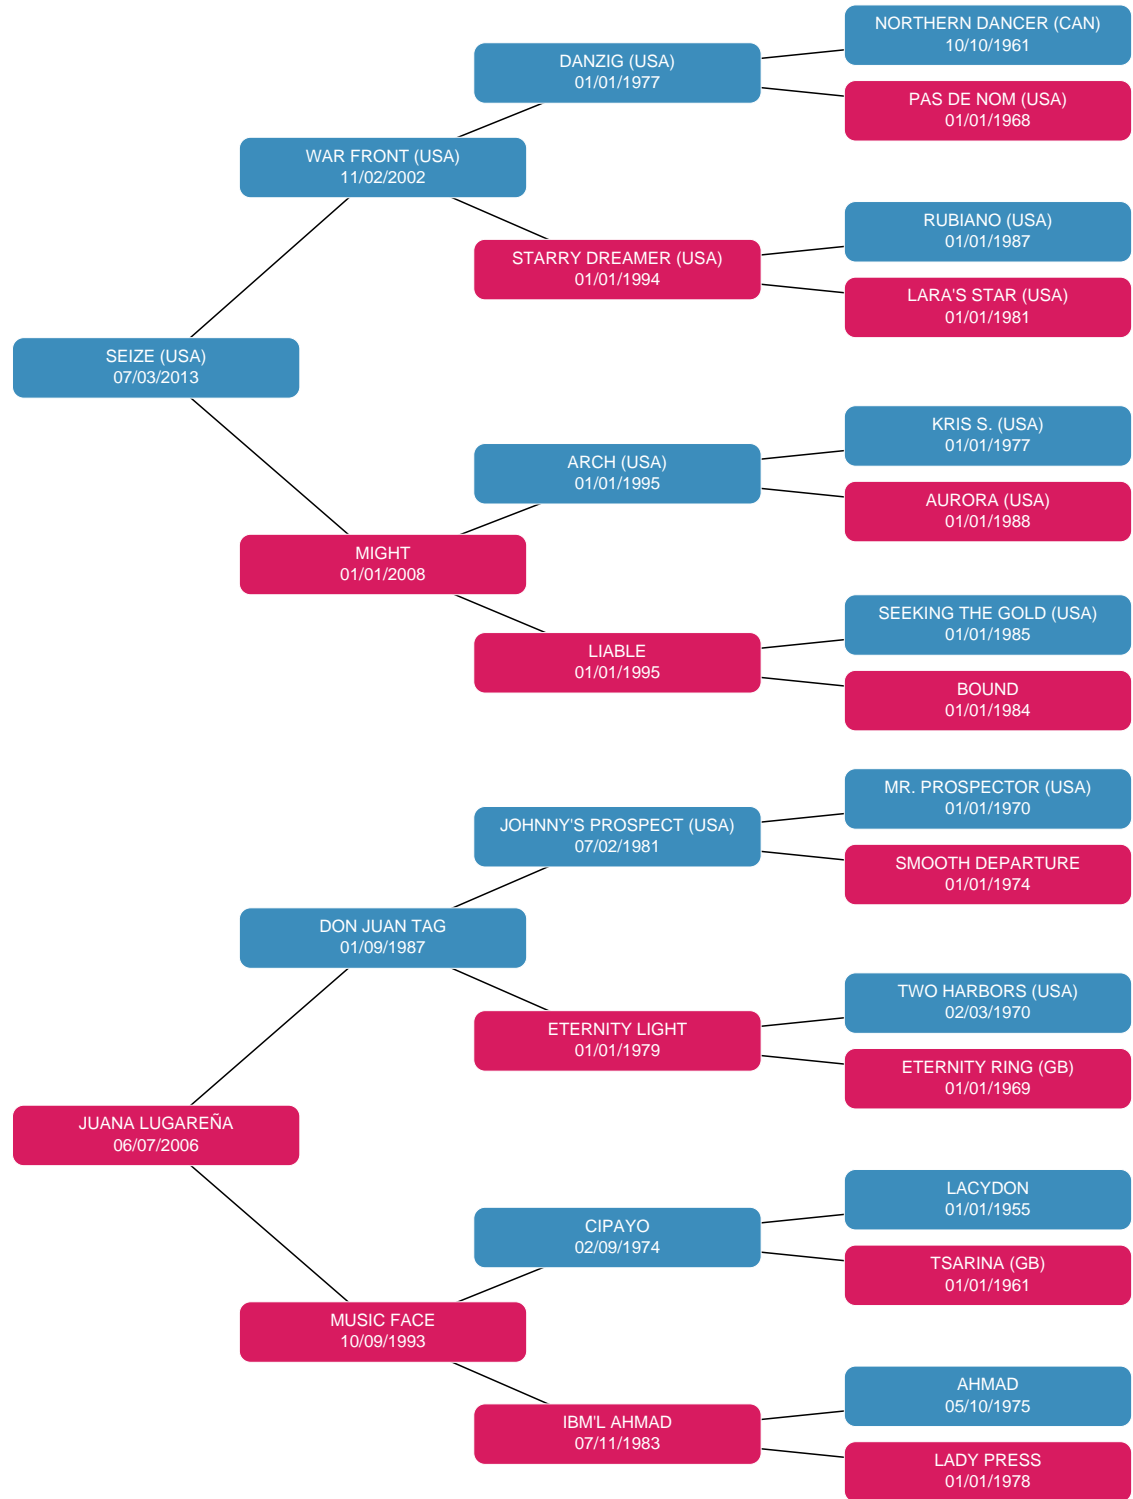 NORTHERN DANCER (CAN)
10/10/1961
DANZIG (USA)
01/01/1977
PAS DE NOM (USA)
01/01/1968
WAR FRONT (USA)
11/02/2002
RUBIANO (USA)
01/01/1987
STARRY DREAMER (USA)
01/01/1994
LARA'S STAR (USA)
01/01/1981
SEIZE (USA)
07/03/2013
KRIS S. (USA)
01/01/1977
ARCH (USA)
01/01/1995
AURORA (USA)
01/01/1988
MIGHT
01/01/2008
SEEKING THE GOLD (USA)
01/01/1985
LIABLE
01/01/1995
BOUND
01/01/1984
MR. PROSPECTOR (USA)
01/01/1970
JOHNNY'S PROSPECT (USA)
07/02/1981
SMOOTH DEPARTURE
01/01/1974
DON JUAN TAG
01/09/1987
TWO HARBORS (USA)
02/03/1970
ETERNITY LIGHT
01/01/1979
ETERNITY RING (GB)
01/01/1969
JUANA LUGAREÑA
06/07/2006
LACYDON
01/01/1955
CIPAYO
02/09/1974
TSARINA (GB)
01/01/1961
MUSIC FACE
10/09/1993
AHMAD
05/10/1975
IBM'L AHMAD
07/11/1983
LADY PRESS
01/01/1978